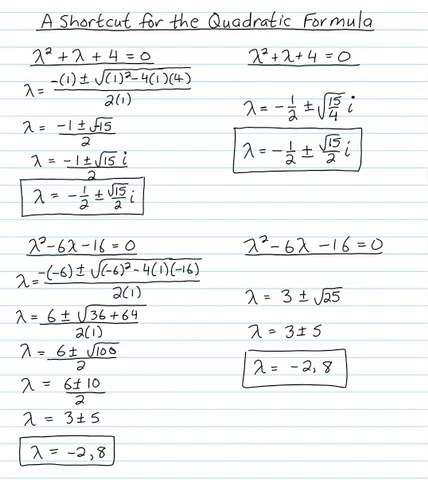 A Shortcut for the Quadratic Formula
λ² + λ + 4 = 0
λ = -(1) ± √(1)² - 4(1)(4) / 2(1)
λ = -1 ± √-15 / 2
λ = -1 ± √15 i / 2
λ = -1/2 ± √15/2 i
λ² + λ + 4 = 0
λ = -1/2 ± √15/4 i
λ = -1/2 ± √15/2 i
λ² - 6λ - 16 = 0
λ = -(-6) ± √(-6)² - 4(1)(-16) / 2(1)
λ = 6 ± √36 + 64 / 2(1)
λ = 6 ± √100 / 2
λ = 6 ± 10 / 2
λ = 3 ± 5
λ = -2, 8
λ² - 6λ - 16 = 0
λ = 3 ± √25
λ = 3 ± 5
λ = -2, 8